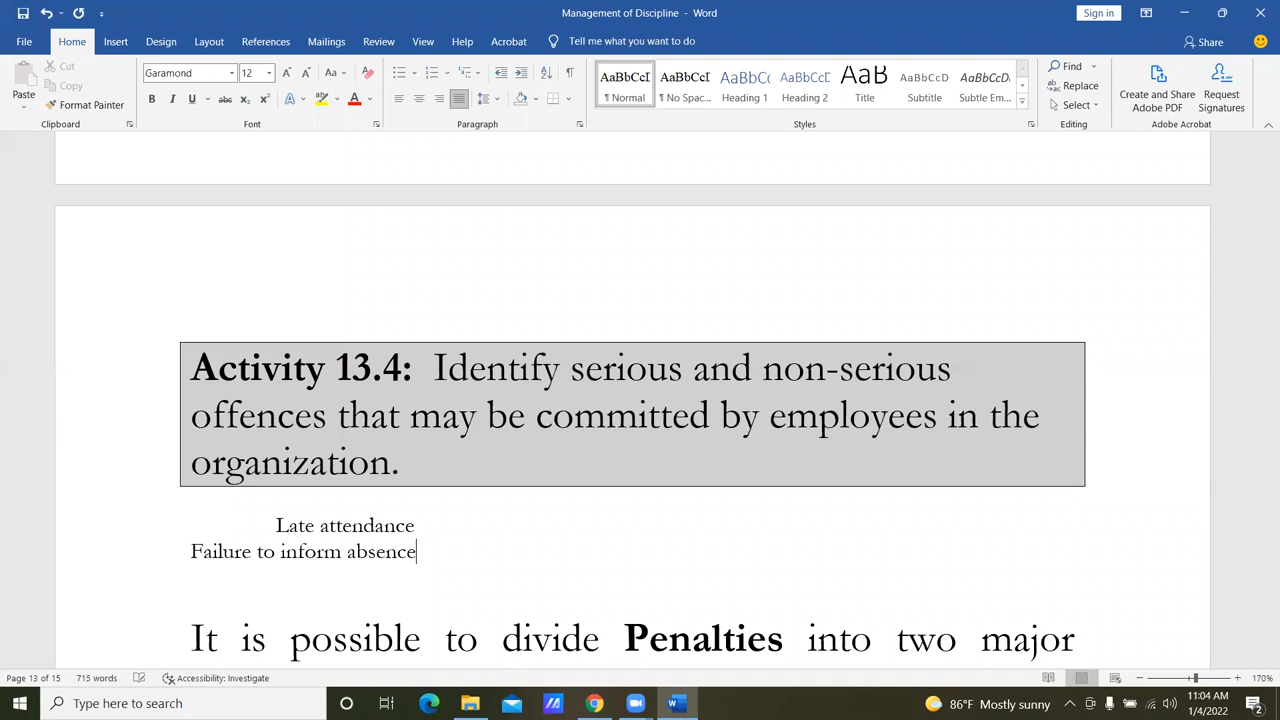 Management of Discipline - Word
Sign in
File Home Insert Design Layout References Mailings Review View Help Acrobat Tell me what you want to do Share
Paste
Cut
Copy
Format Painter
Clipboard
Garamond 12
Font
Paragraph
AaBbCcI AaBbCcI AaBbC AaBbCcI AaB AaBbCcD AaBbCcD
¶ Normal ¶ No Spac... Heading 1 Heading 2 Title Subtitle Subtle Em...
Styles
Find
Replace
Select
Editing
Create and Share Adobe PDF
Request Signatures
Adobe Acrobat
Activity 13.4: Identify serious and non-serious
offences that may be committed by employees in the
organization.
Late attendance
Failure to inform absence
It is possible to divide Penalties into two major
Page 13 of 15 715 words Accessibility: Investigate 170%
Type here to search
86°F Mostly sunny
11:04 AM
1/4/2022
2